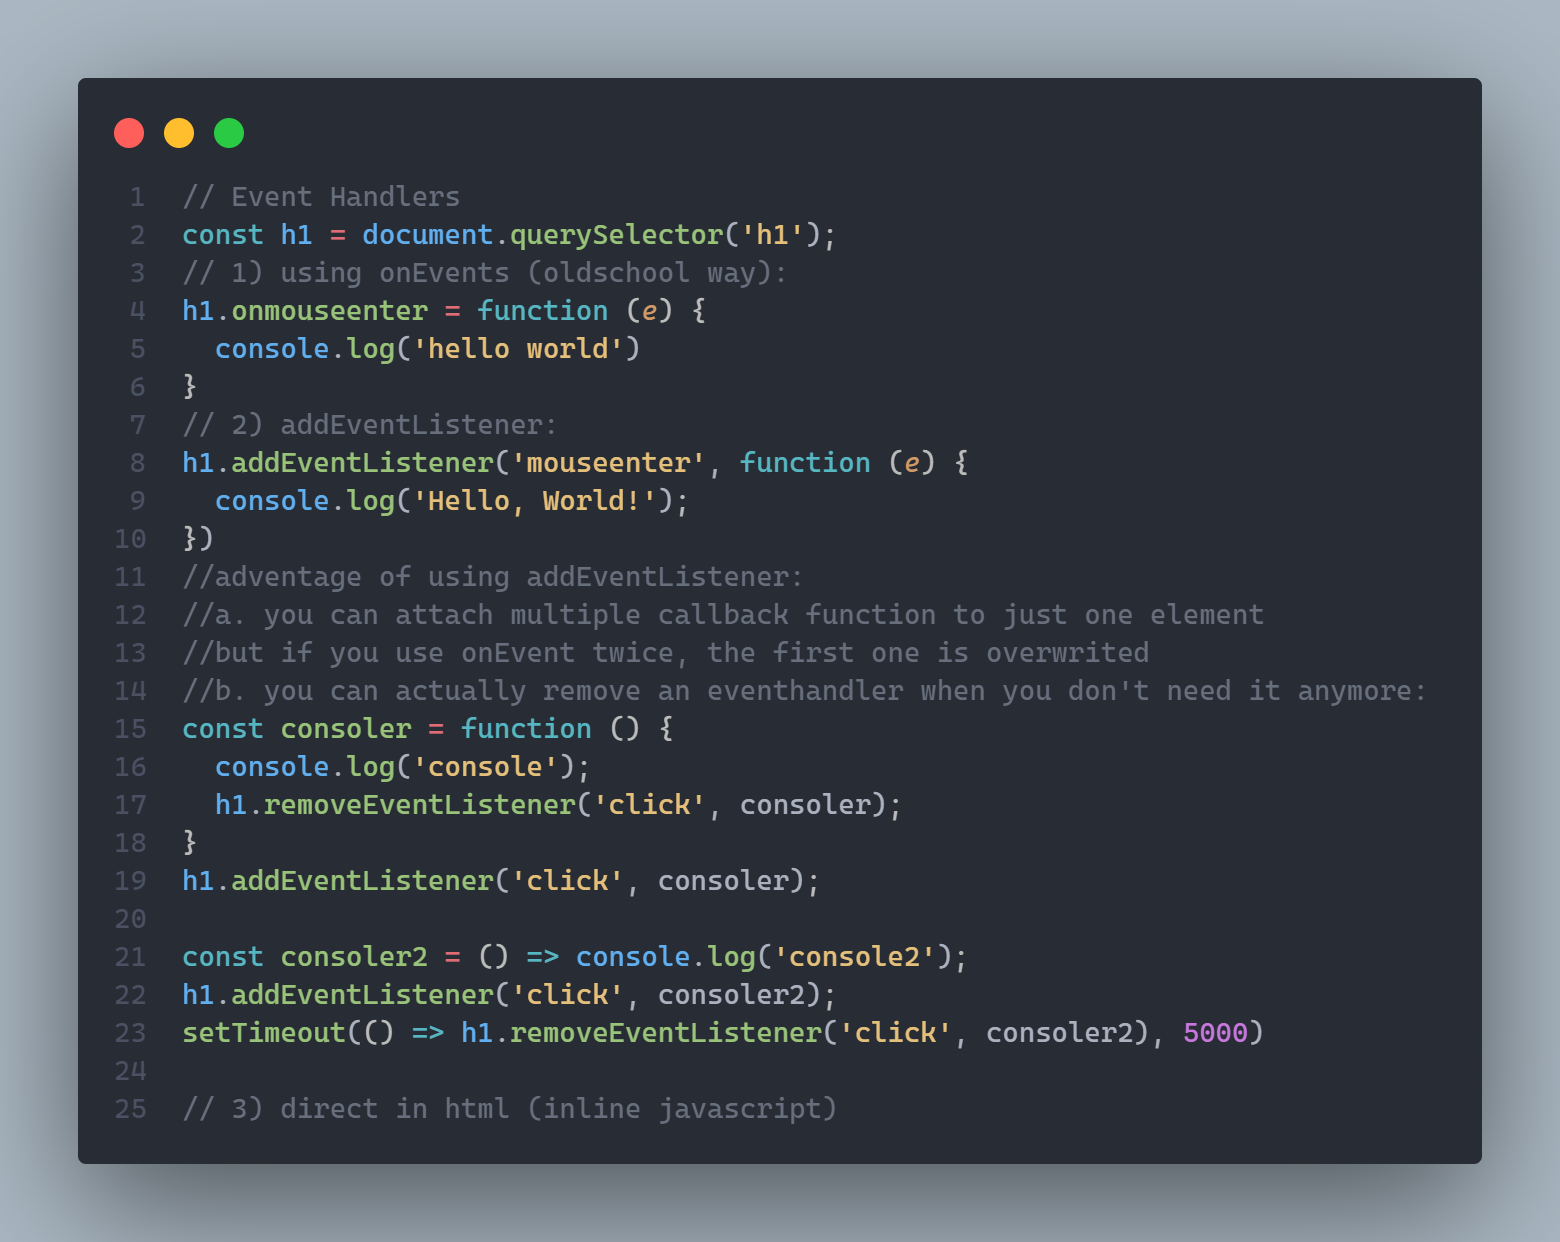 1 // Event Handlers
2 const h1 = document.querySelector('h1');
3 // 1) using onEvents (oldschool way):
4 h1.onmouseenter = function (e) {
5   console.log('hello world')
6 }
7 // 2) addEventListener:
8 h1.addEventListener('mouseenter', function (e) {
9   console.log('Hello, World!');
10 })
11 //adventage of using addEventListener:
12 //a. you can attach multiple callback function to just one element
13 //but if you use onEvent twice, the first one is overwrited
14 //b. you can actually remove an eventhandler when you don't need it anymore:
15 const consoler = function () {
16   console.log('console');
17   h1.removeEventListener('click', consoler);
18 }
19 h1.addEventListener('click', consoler);
20
21 const consoler2 = () => console.log('console2');
22 h1.addEventListener('click', consoler2);
23 setTimeout(() => h1.removeEventListener('click', consoler2), 5000)
24
25 // 3) direct in html (inline javascript)